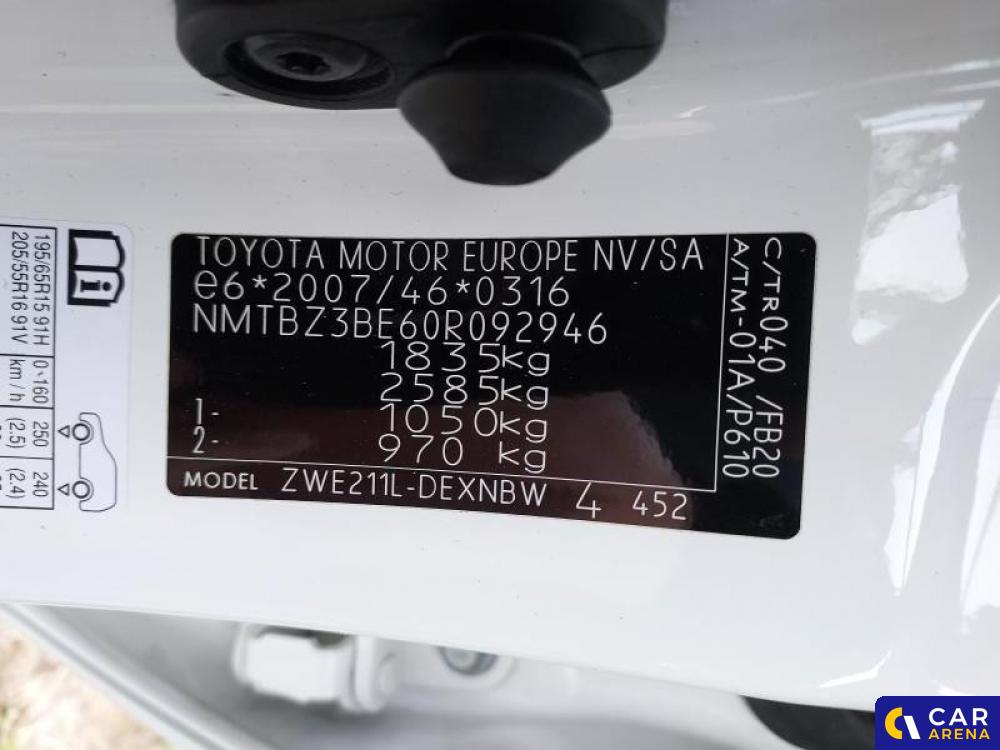 TOYOTA MOTOR EUROPE NV/SA
e6*2007/46*0316
NMTBZ3BE60R092946
1835kg
2585kg
1- 1050kg
2- 970 kg
MODEL ZWE211L-DEXNBW 4 452
C/TR040 /FB20
A/TM-01A/P610
195/65R15 91H
205/55R16 91V
0-160
km / h
250
(2.5)
240
(2.4)
i
CAR
ARENA